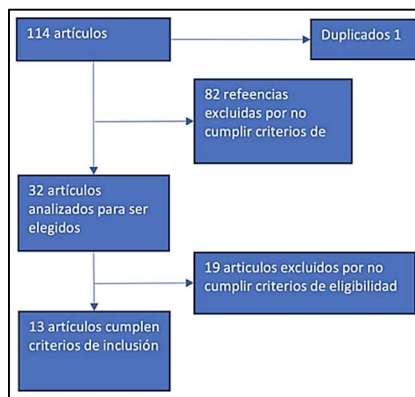 114 artículos
Duplicados 1
82 refeencias
excluidas por no
cumplir criterios de
32 artículos
analizados para ser
elegidos
19 articulos excluidos por no
cumplir criterios de eligibilidad
13 artículos cumplen
criterios de inclusión